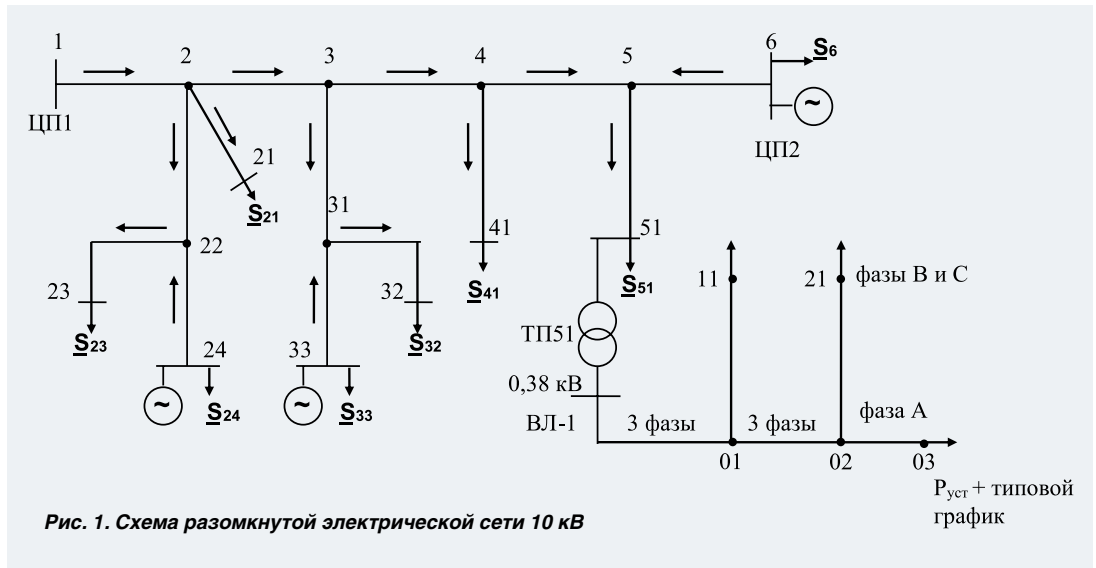 1
2
3
4
5
6
S6
ЦП1
ЦП2
21
S21
31
22
41
51
23
32
S41
S51
11
21
фазы В и С
S23
S32
24
33
ТП51
S24
S33
0,38 кВ
ВЛ-1
3 фазы
3 фазы
фаза А
01
02
03
Руст + типовой
график
~
~
~
Рис. 1. Схема разомкнутой электрической сети 10 кВ